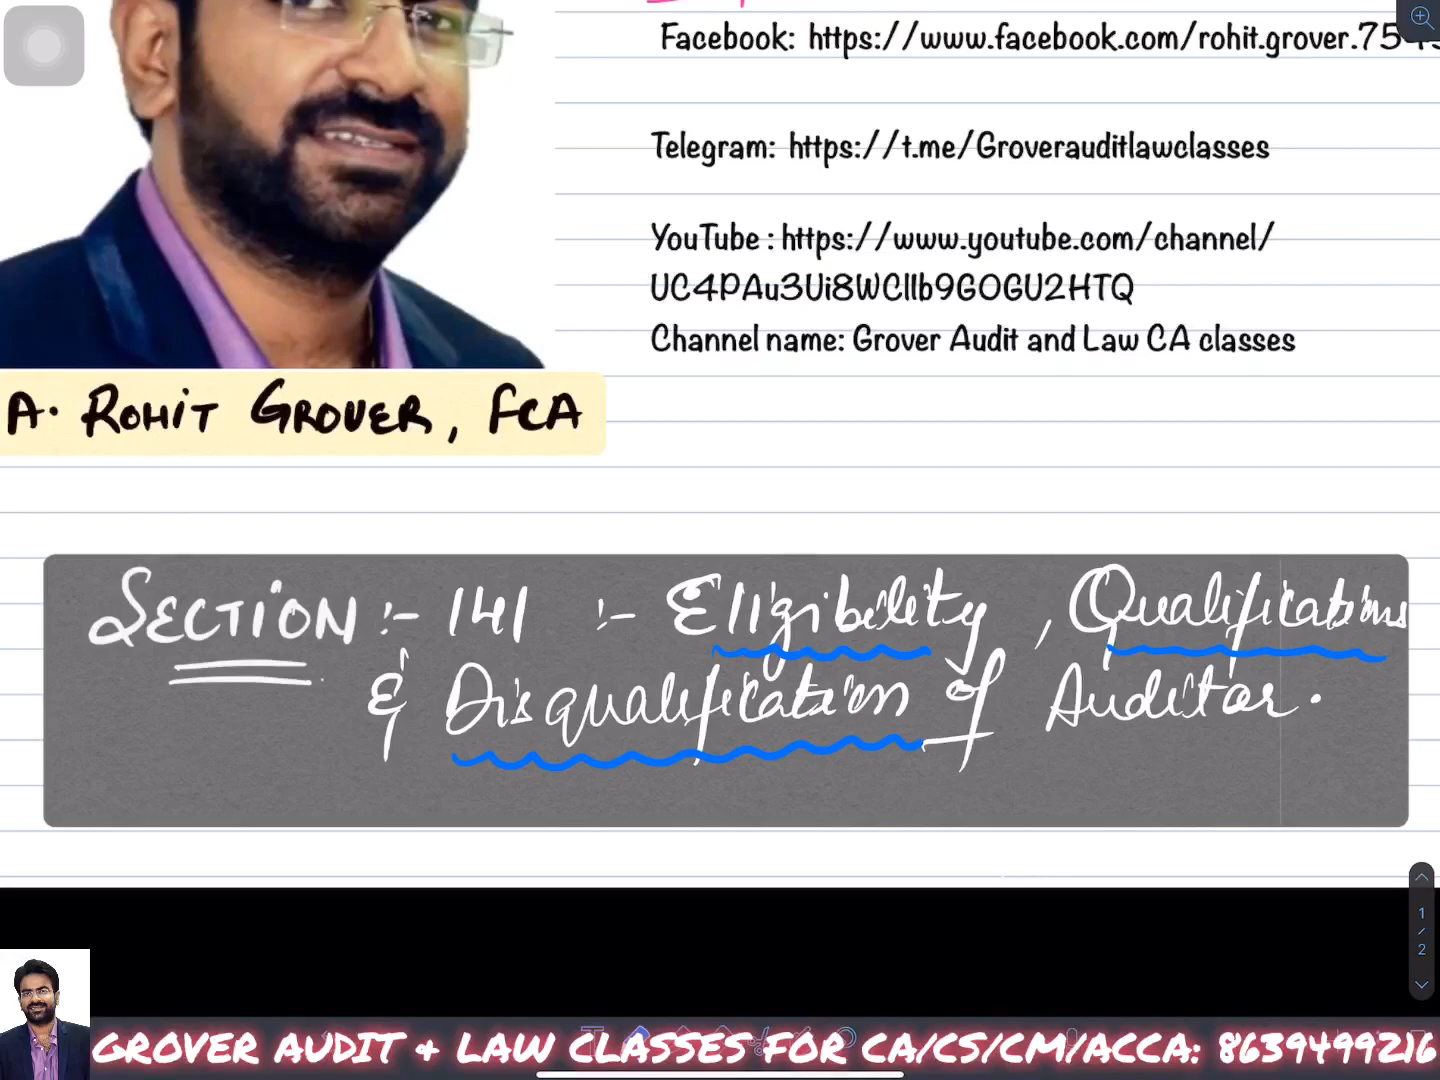 Facebook: https://www.facebook.com/rohit.grover.75
Telegram: https://t.me/Groverauditlawclasses
YouTube : https://www.youtube.com/channel/
UC4PAu3Ui8WCllb9GOGU2HTQ
Channel name: Grover Audit and Law CA classes
A. ROHIT GROVER, FCA
SECTION :- 141 :- Eligibility , Qualifications
& Disqualification of Auditor.
1
/
2
GROVER AUDIT & LAW CLASSES FOR CA/CS/CM/ACCA: 8639499216